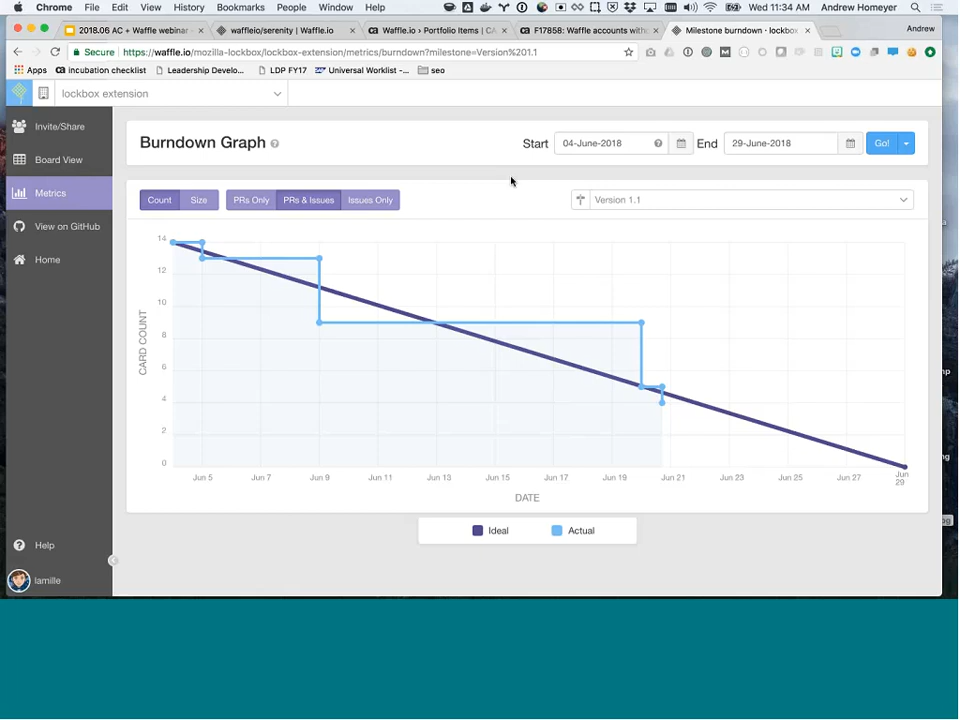 Chrome File Edit View History Bookmarks People Window Help Wed 11:34 AM Andrew Homeyer
2018.06 AC + Waffle webinar waffleio/serenity | Waffle.io Waffle.io › Portfolio Items | CA F17858: Waffle accounts with Milestone burndown · lockbox Andrew
Secure https://waffle.io/mozilla-lockbox/lockbox-extension/metrics/burndown?milestone=Version%201.1
Apps incubation checklist Leadership Develo... LDP FY17 Universal Worklist -... seo
lockbox extension
Invite/Share
Board View
Metrics
View on GitHub
Home
Help
lamille
Burndown Graph Start 04-June-2018 End 29-June-2018 Go!
Count Size PRs Only PRs & Issues Issues Only Version 1.1
CARD COUNT
14
12
10
8
6
4
2
0
Jun 5 Jun 7 Jun 9 Jun 11 Jun 13 Jun 15 Jun 17 Jun 19 Jun 21 Jun 23 Jun 25 Jun 27 Jun 29
DATE
Ideal Actual